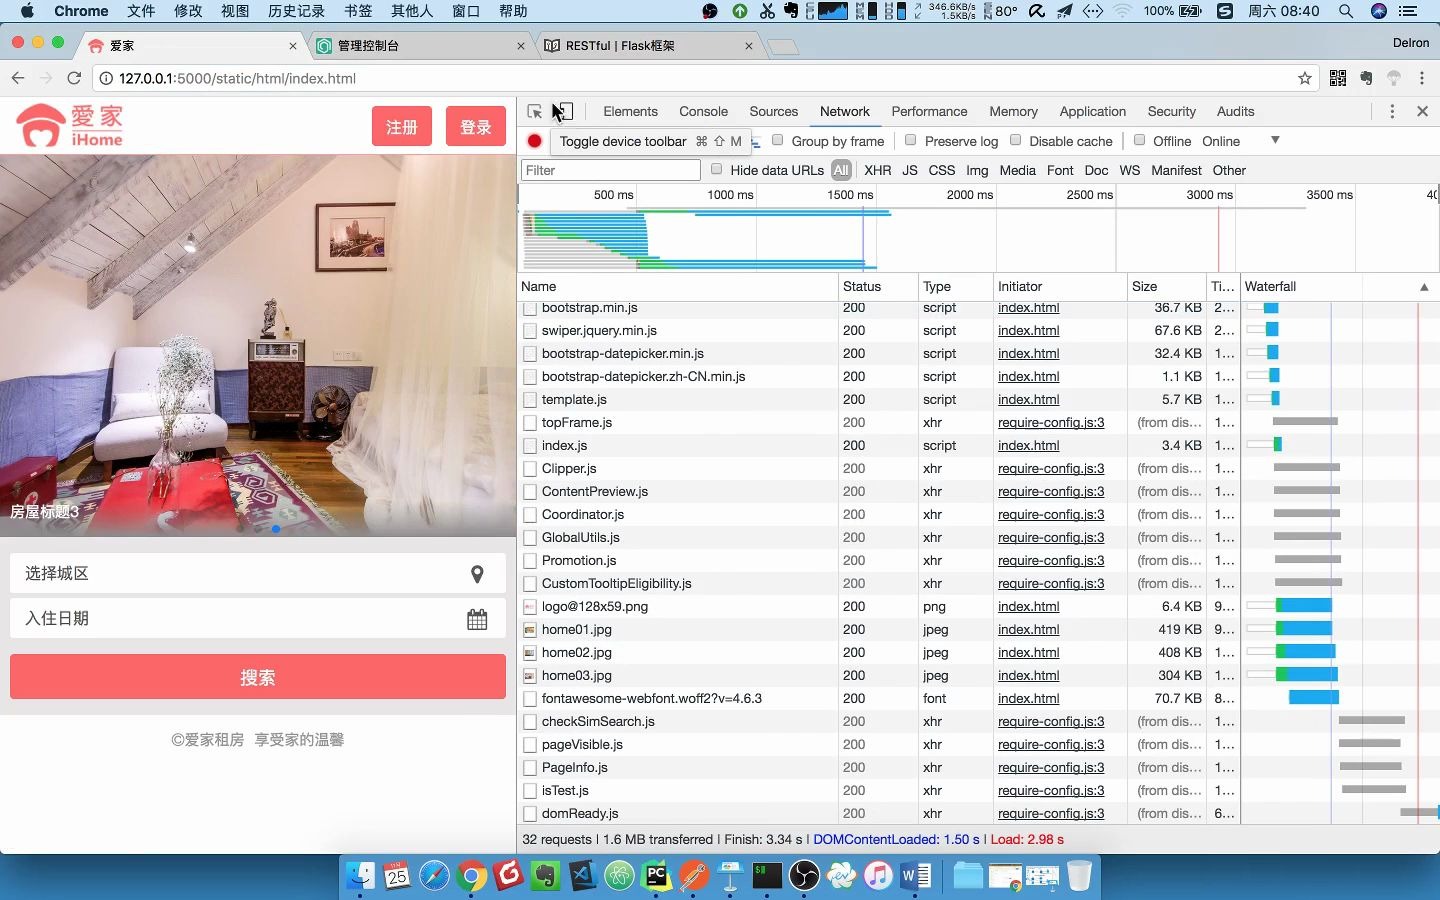 Chrome 文件 修改 视图 历史记录 书签 其他人 窗口 帮助 346.6KB/s 1.5KB/s 80° 100% 周六 08:40
爱家 管理控制台 RESTful | Flask框架 Delron
127.0.0.1:5000/static/html/index.html
愛家 iHome 注册 登录
房屋标题3
选择城区
入住日期
搜索
©爱家租房 享受家的温馨
Elements Console Sources Network Performance Memory Application Security Audits
Toggle device toolbar ⌘ ⇧ M Group by frame Preserve log Disable cache Offline Online
Filter Hide data URLs All XHR JS CSS Img Media Font Doc WS Manifest Other
500 ms 1000 ms 1500 ms 2000 ms 2500 ms 3000 ms 3500 ms 40
Name Status Type Initiator Size Ti... Waterfall
bootstrap.min.js 200 script index.html 36.7 KB 2...
swiper.jquery.min.js 200 script index.html 67.6 KB 2...
bootstrap-datepicker.min.js 200 script index.html 32.4 KB 1...
bootstrap-datepicker.zh-CN.min.js 200 script index.html 1.1 KB 1...
template.js 200 script index.html 5.7 KB 1...
topFrame.js 200 xhr require-config.js:3 (from dis... 1...
index.js 200 script index.html 3.4 KB 1...
Clipper.js 200 xhr require-config.js:3 (from dis... 1...
ContentPreview.js 200 xhr require-config.js:3 (from dis... 1...
Coordinator.js 200 xhr require-config.js:3 (from dis... 1...
GlobalUtils.js 200 xhr require-config.js:3 (from dis... 1...
Promotion.js 200 xhr require-config.js:3 (from dis... 1...
CustomTooltipEligibility.js 200 xhr require-config.js:3 (from dis... 1...
logo@128x59.png 200 png index.html 6.4 KB 9...
home01.jpg 200 jpeg index.html 419 KB 9...
home02.jpg 200 jpeg index.html 408 KB 1...
home03.jpg 200 jpeg index.html 304 KB 1...
fontawesome-webfont.woff2?v=4.6.3 200 font index.html 70.7 KB 8...
checkSimSearch.js 200 xhr require-config.js:3 (from dis... 1...
pageVisible.js 200 xhr require-config.js:3 (from dis... 1...
PageInfo.js 200 xhr require-config.js:3 (from dis... 1...
isTest.js 200 xhr require-config.js:3 (from dis... 1...
domReady.js 200 xhr require-config.js:3 (from dis... 6...
32 requests | 1.6 MB transferred | Finish: 3.34 s | DOMContentLoaded: 1.50 s | Load: 2.98 s
25 PC